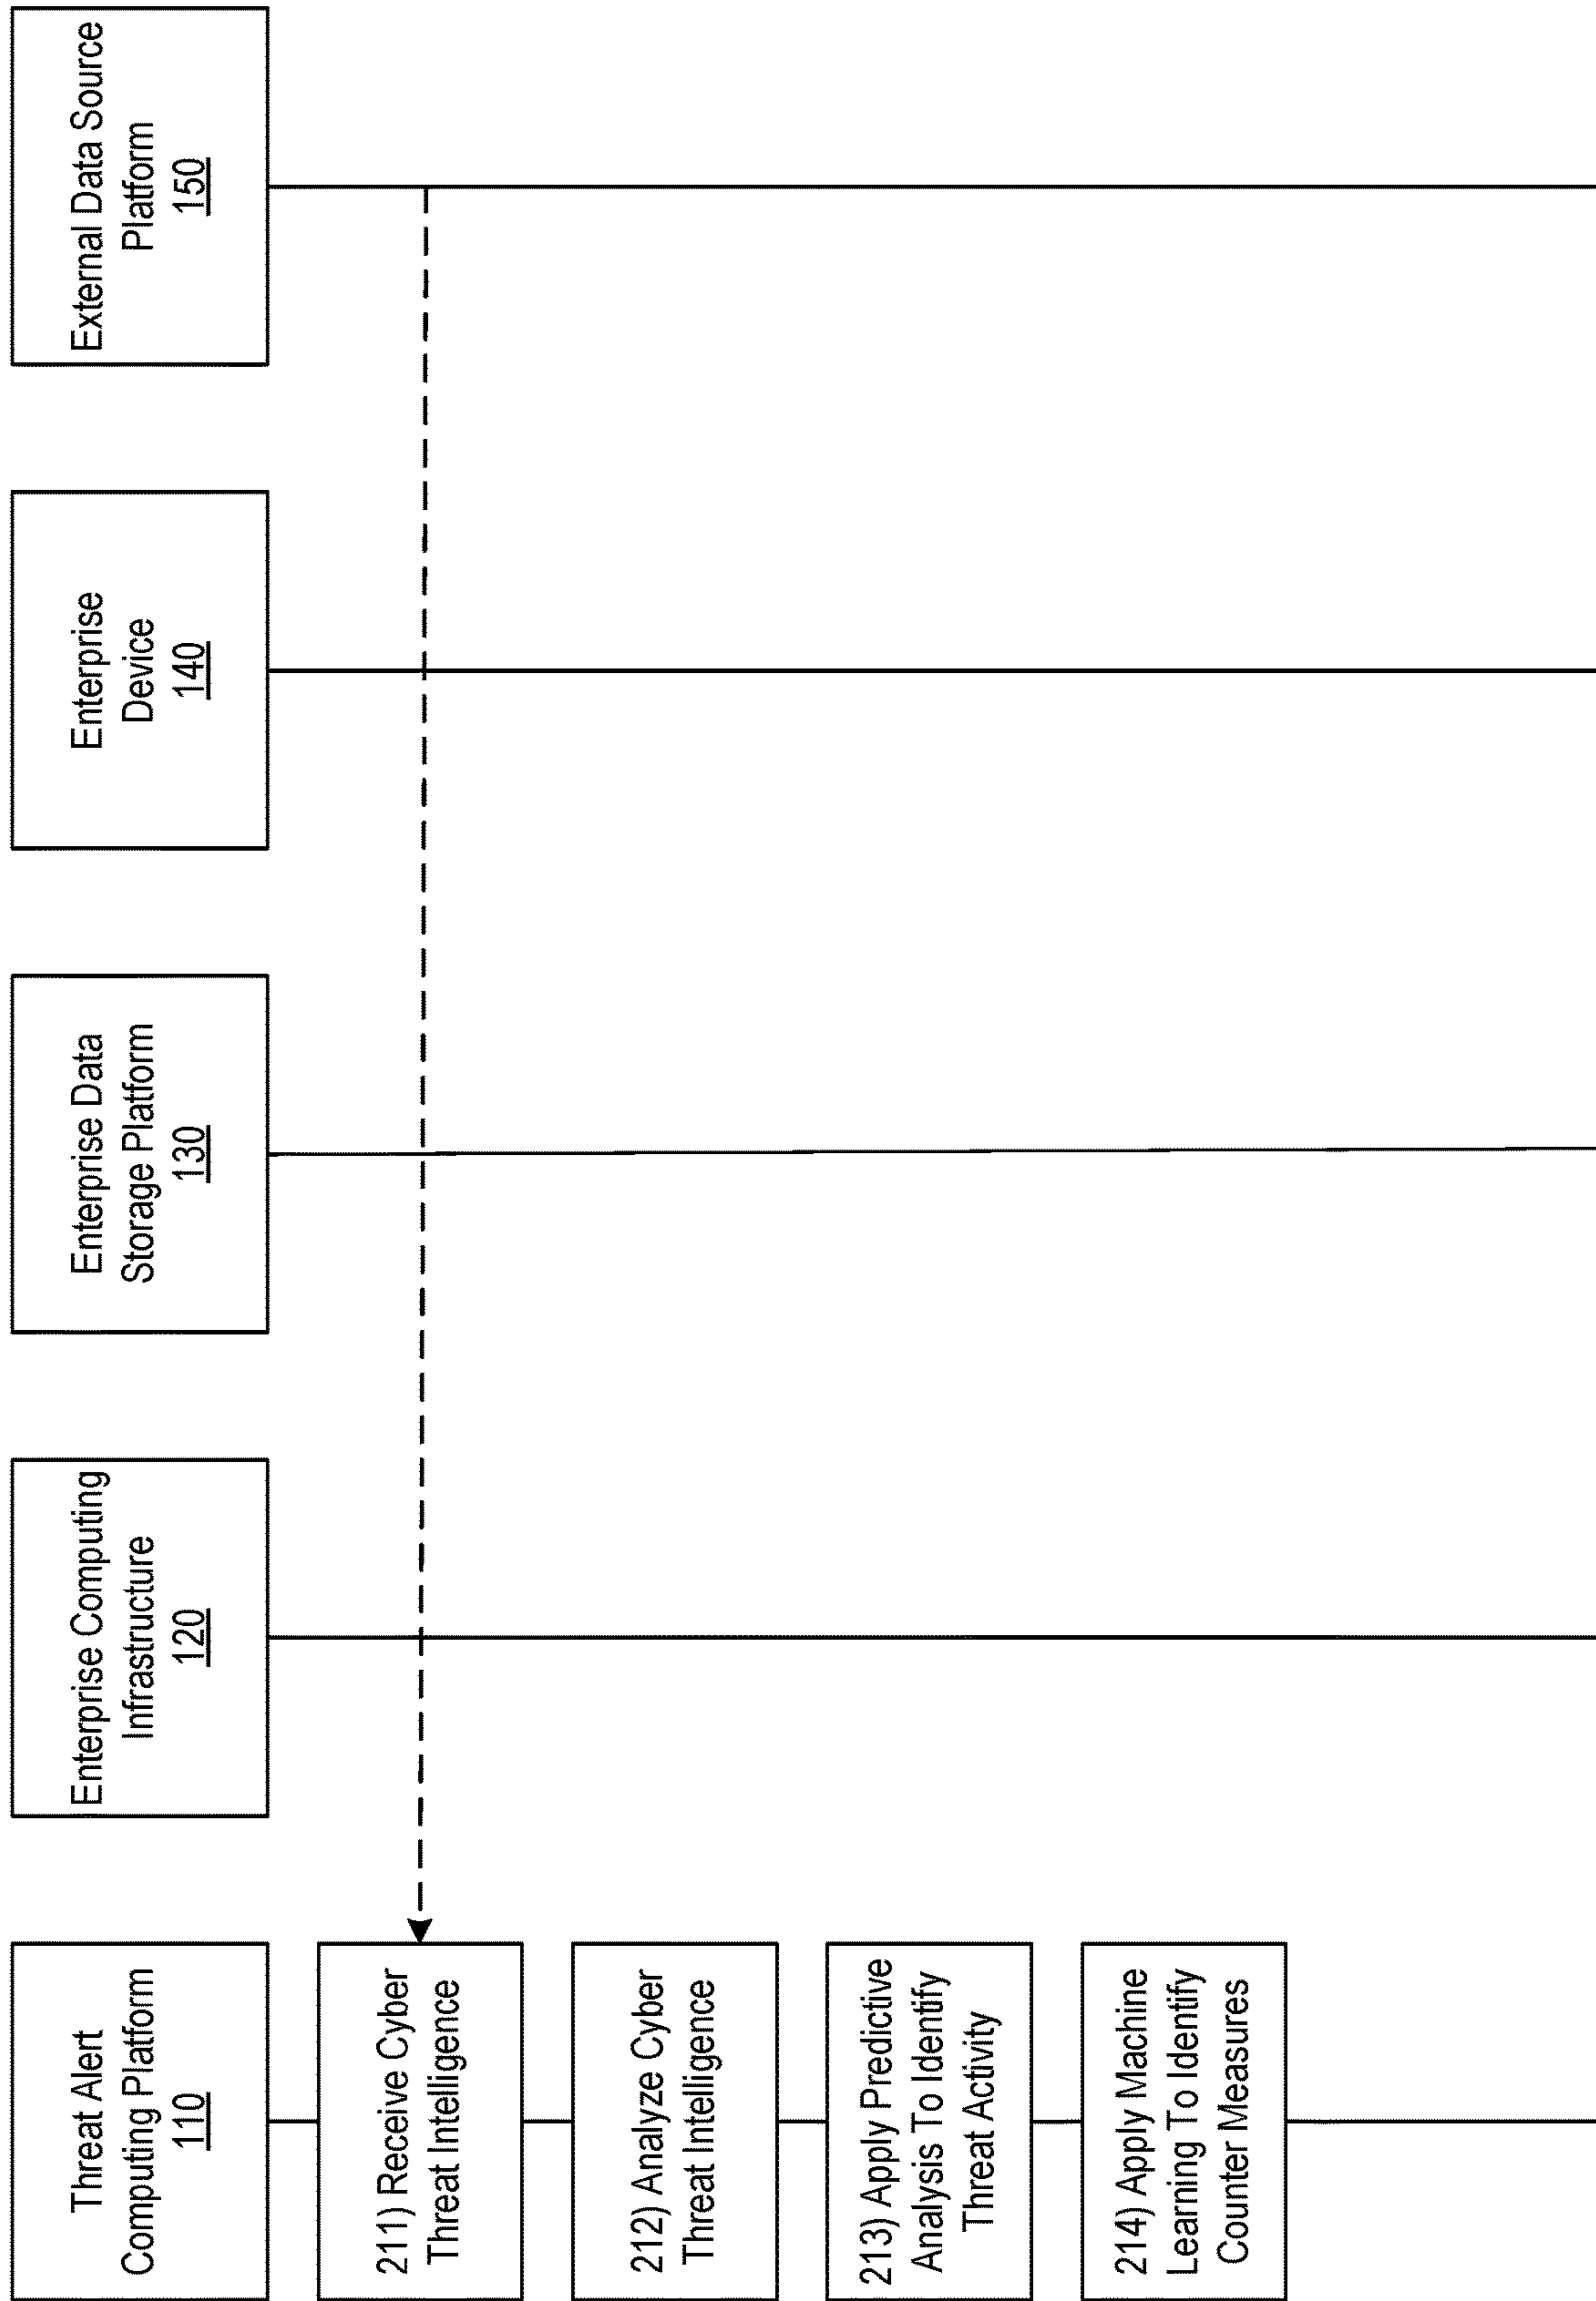 Threat Alert
Computing Platform
110
Enterprise Computing
Infrastructure
120
Enterprise Data
Storage Platform
130
Enterprise
Device
140
External Data Source
Platform
150
211) Receive Cyber
Threat Intelligence
212) Analyze Cyber
Threat Intelligence
213) Apply Predictive
Analysis To Identify
Threat Activity
214) Apply Machine
Learning To Identify
Counter Measures